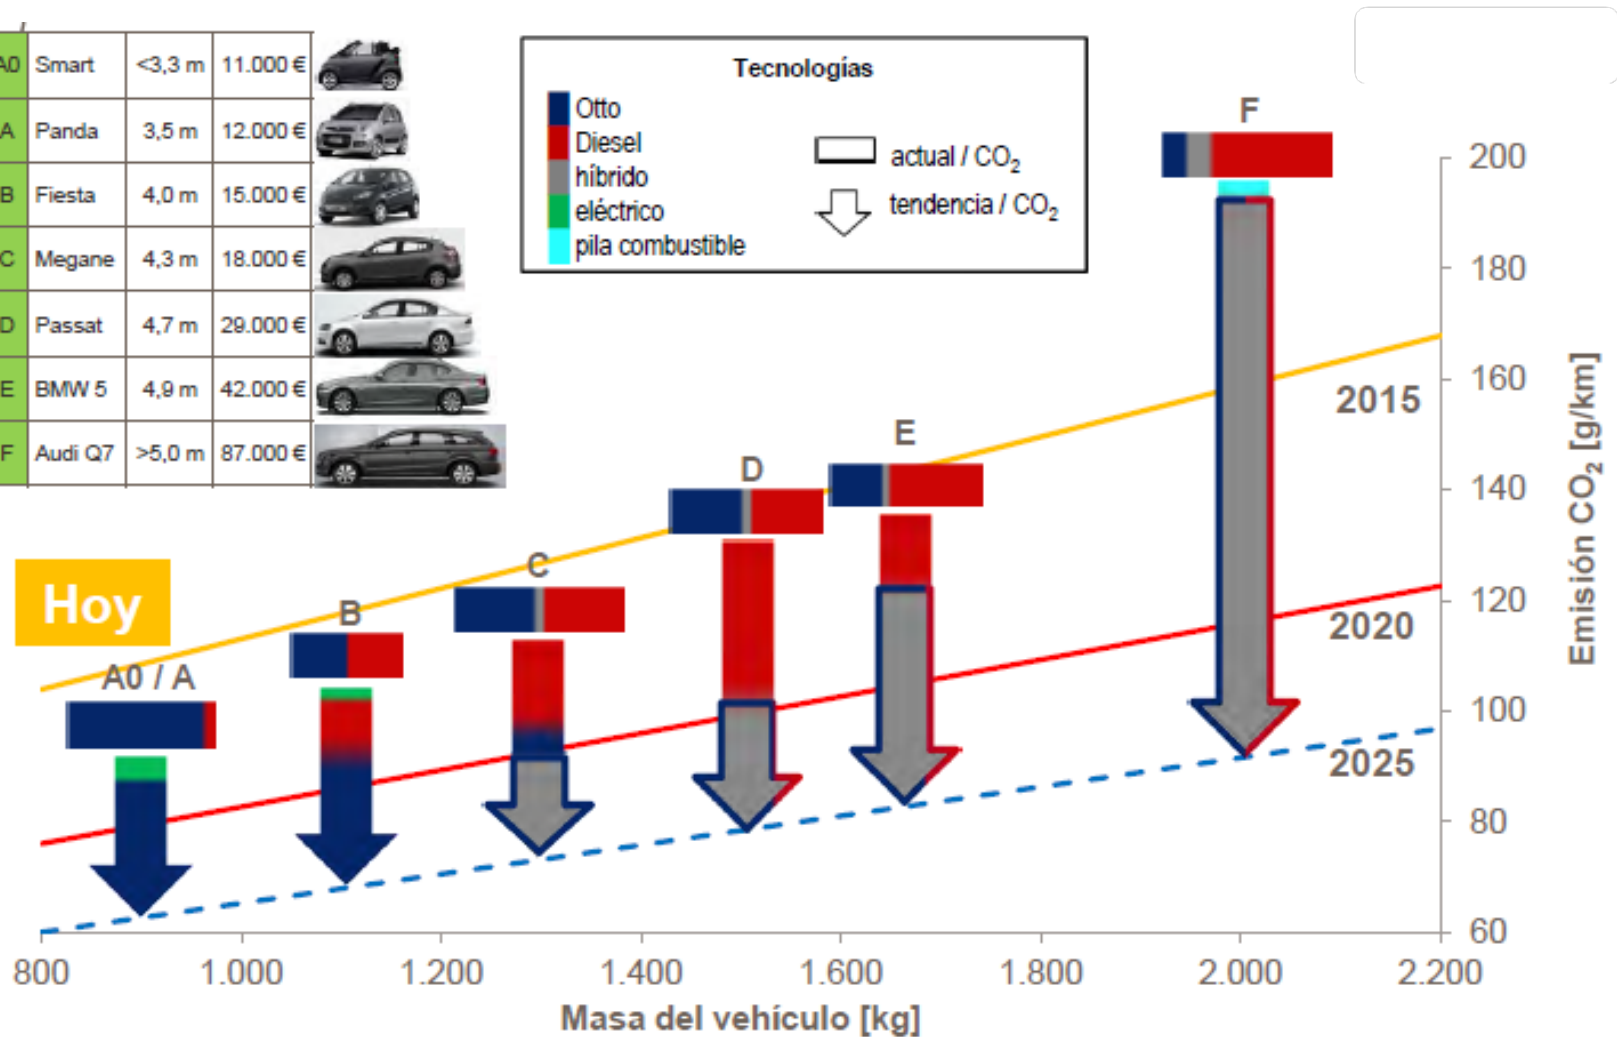 A0 Smart <3,3 m 11.000 €
A Panda 3,5 m 12.000 €
B Fiesta 4,0 m 15.000 €
C Megane 4,3 m 18.000 €
D Passat 4,7 m 29.000 €
E BMW 5 4,9 m 42.000 €
F Audi Q7 >5,0 m 87.000 €
Tecnologías
Otto
Diesel
híbrido
eléctrico
pila combustible
actual / CO₂
tendencia / CO₂
Hoy
A0 / A
B
C
D
E
F
2015
2020
2025
200
180
160
140
120
100
80
60
Emisión CO₂ [g/km]
800 1.000 1.200 1.400 1.600 1.800 2.000 2.200
Masa del vehículo [kg]